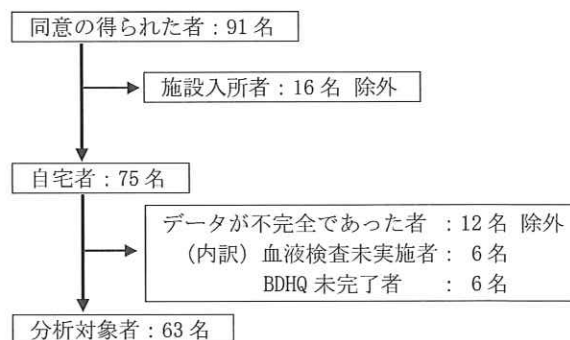 同意の得られた者：91名
施設入所者：16名 除外
自宅者：75名
データが不完全であった者 ：12名 除外
（内訳）血液検査未実施者： 6名
BDHQ 未完了者 ： 6名
分析対象者：63名